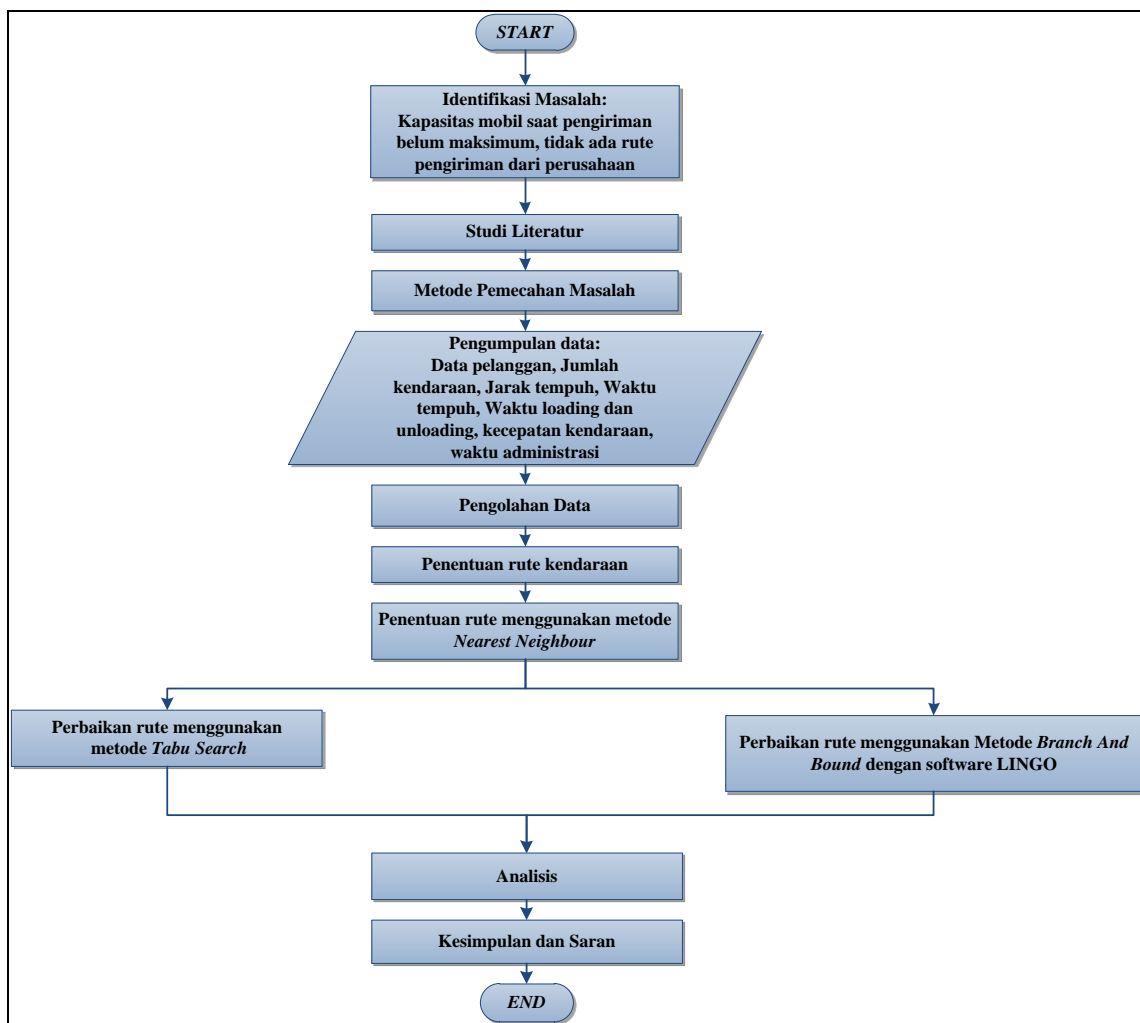 START
Identifikasi Masalah:
Kapasitas mobil saat pengiriman
belum maksimum, tidak ada rute
pengiriman dari perusahaan
Studi Literatur
Metode Pemecahan Masalah
Pengumpulan data:
Data pelanggan, Jumlah
kendaraan, Jarak tempuh, Waktu
tempuh, Waktu loading dan
unloading, kecepatan kendaraan,
waktu administrasi
Pengolahan Data
Penentuan rute kendaraan
Penentuan rute menggunakan metode
Nearest Neighbour
Perbaikan rute menggunakan
metode Tabu Search
Perbaikan rute menggunakan Metode Branch And
Bound dengan software LINGO
Analisis
Kesimpulan dan Saran
END